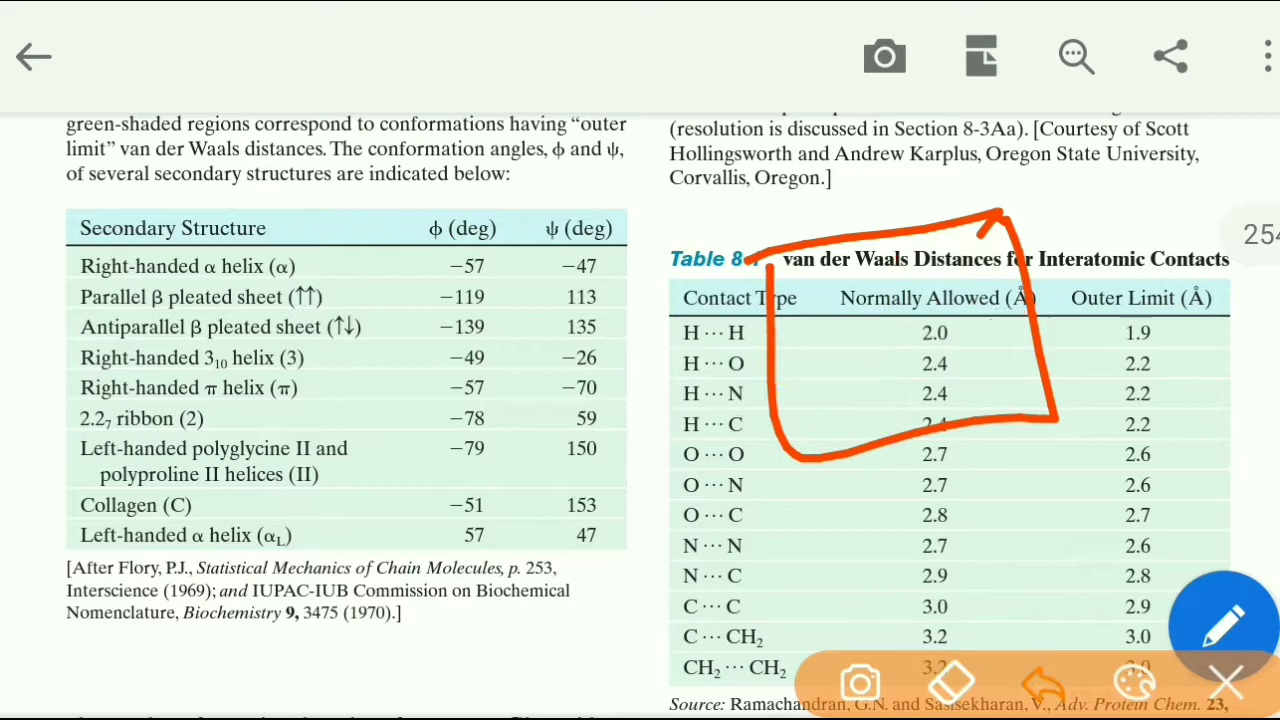 green-shaded regions correspond to conformations having “outer
limit” van der Waals distances. The conformation angles, ϕ and ψ,
of several secondary structures are indicated below:
Secondary Structure ϕ (deg) ψ (deg)
Right-handed α helix (α) −57 −47
Parallel β pleated sheet (↑↑) −119 113
Antiparallel β pleated sheet (↑↓) −139 135
Right-handed 3₁₀ helix (3) −49 −26
Right-handed π helix (π) −57 −70
2.2₇ ribbon (2) −78 59
Left-handed polyglycine II and −79 150
polyproline II helices (II)
Collagen (C) −51 153
Left-handed α helix (αL) 57 47
[After Flory, P.J., Statistical Mechanics of Chain Molecules, p. 253,
Interscience (1969); and IUPAC-IUB Commission on Biochemical
Nomenclature, Biochemistry 9, 3475 (1970).]
(resolution is discussed in Section 8-3Aa). [Courtesy of Scott
Hollingsworth and Andrew Karplus, Oregon State University,
Corvallis, Oregon.]
254
Table van der Waals Distances for Interatomic Contacts
Contact Type Normally Allowed (Å) Outer Limit (Å)
H ··· H 2.0 1.9
H ··· O 2.4 2.2
H ··· N 2.4 2.2
H ··· C 2.4 2.2
O ··· O 2.7 2.6
O ··· N 2.7 2.6
O ··· C 2.8 2.7
N ··· N 2.7 2.6
N ··· C 2.9 2.8
C ··· C 3.0 2.9
C ··· CH₂ 3.2 3.0
CH₂ ··· CH₂ 3.2 3.0
Source: Ramachandran, G.N. and Sasisekharan, V., Adv. Protein Chem. 23,